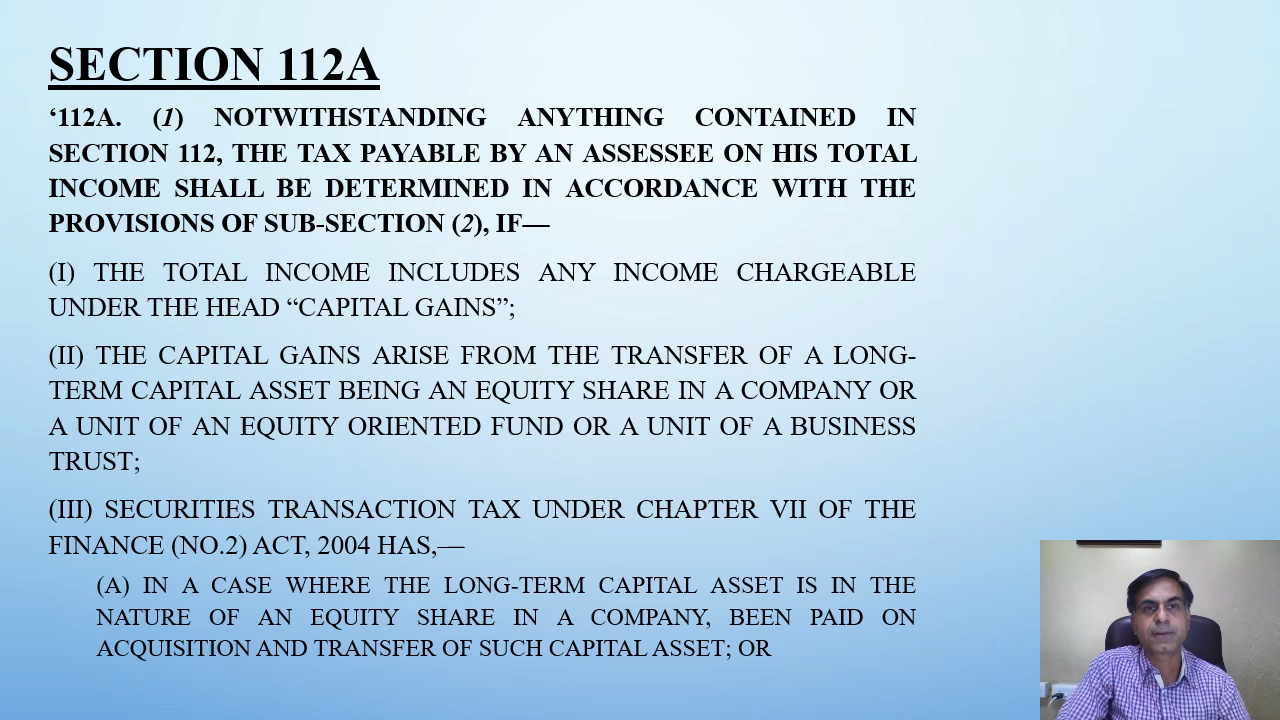 SECTION 112A
‘112A. (1) NOTWITHSTANDING ANYTHING CONTAINED IN
SECTION 112, THE TAX PAYABLE BY AN ASSESSEE ON HIS TOTAL
INCOME SHALL BE DETERMINED IN ACCORDANCE WITH THE
PROVISIONS OF SUB-SECTION (2), IF—
(I) THE TOTAL INCOME INCLUDES ANY INCOME CHARGEABLE
UNDER THE HEAD “CAPITAL GAINS”;
(II) THE CAPITAL GAINS ARISE FROM THE TRANSFER OF A LONG-
TERM CAPITAL ASSET BEING AN EQUITY SHARE IN A COMPANY OR
A UNIT OF AN EQUITY ORIENTED FUND OR A UNIT OF A BUSINESS
TRUST;
(III) SECURITIES TRANSACTION TAX UNDER CHAPTER VII OF THE
FINANCE (NO.2) ACT, 2004 HAS,—
(A) IN A CASE WHERE THE LONG-TERM CAPITAL ASSET IS IN THE
NATURE OF AN EQUITY SHARE IN A COMPANY, BEEN PAID ON
ACQUISITION AND TRANSFER OF SUCH CAPITAL ASSET; OR